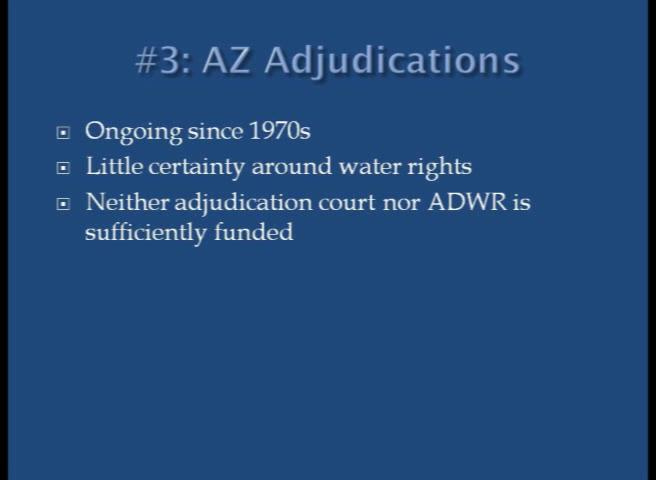 #3: AZ Adjudications
Ongoing since 1970s
Little certainty around water rights
Neither adjudication court nor ADWR is
sufficiently funded